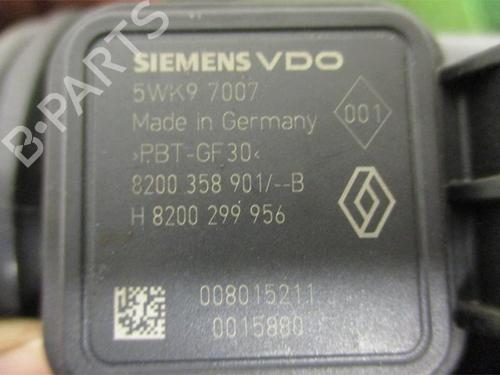 SIEMENS VDO
5WK9 7007
001
Made in Germany
>PBT-GF30<
8200 358 901/--B
H 8200 299 956
008015211
0015880
B-PARTS